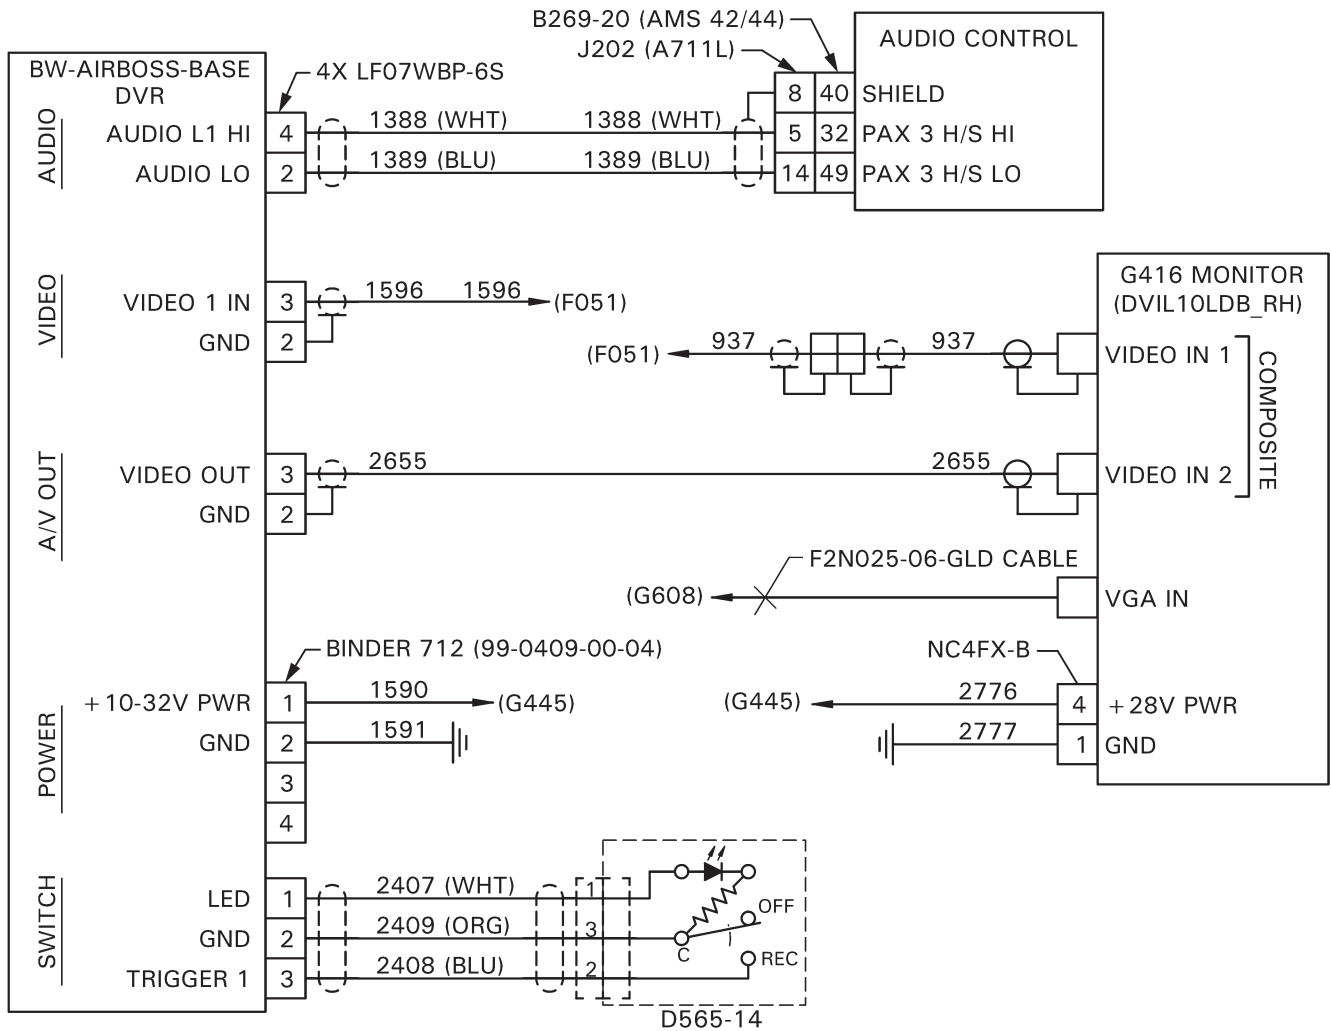 B269-20 (AMS 42/44)
J202 (A711L)
AUDIO CONTROL
8 40 SHIELD
5 32 PAX 3 H/S HI
14 49 PAX 3 H/S LO
BW-AIRBOSS-BASE
DVR
4X LF07WBP-6S
AUDIO
AUDIO L1 HI 4 1388 (WHT) 1388 (WHT)
AUDIO LO 2 1389 (BLU) 1389 (BLU)
VIDEO
VIDEO 1 IN 3 1596 1596 (F051)
GND 2
G416 MONITOR
(DVIL10LDB_RH)
(F051) 937 937 VIDEO IN 1
COMPOSITE
A/V OUT
VIDEO OUT 3 2655 2655 VIDEO IN 2
GND 2
F2N025-06-GLD CABLE
(G608) VGA IN
BINDER 712 (99-0409-00-04)
NC4FX-B
POWER
+10-32V PWR 1 1590 (G445)
GND 2 1591
3
4
(G445) 2776 4 +28V PWR
2777 1 GND
SWITCH
LED 1 2407 (WHT) 1
GND 2 2409 (ORG) 3
TRIGGER 1 3 2408 (BLU) 2
OFF
C
REC
D565-14